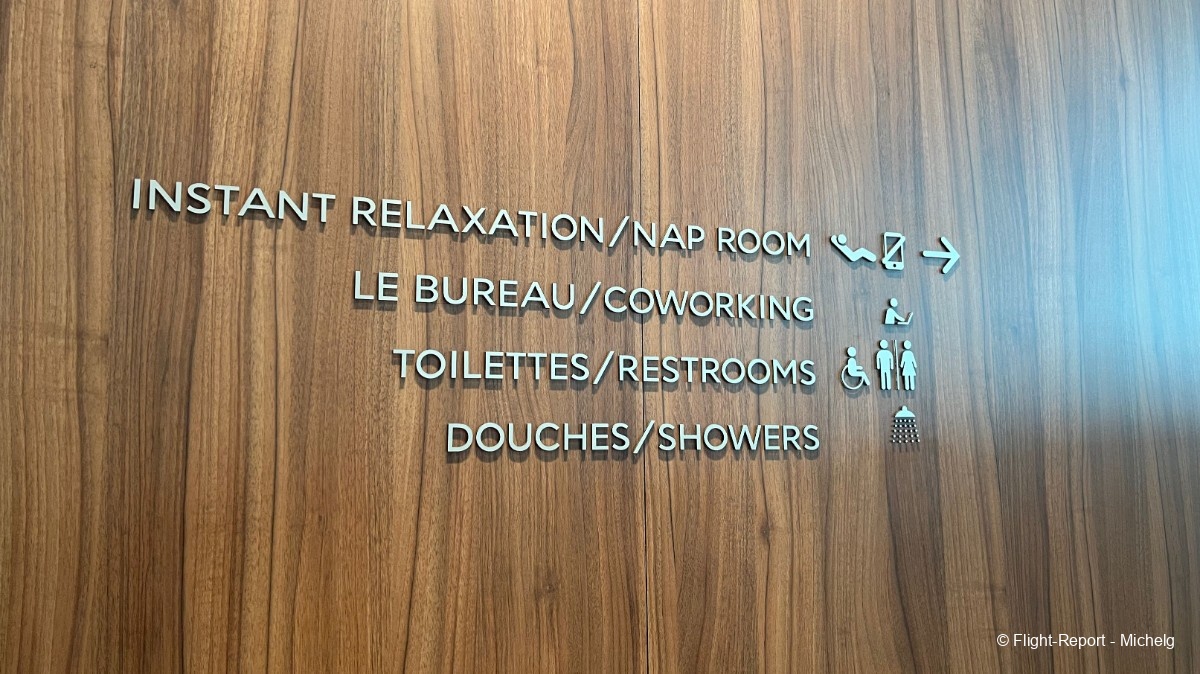 INSTANT RELAXATION/NAP ROOM
LE BUREAU/COWORKING
TOILETTES/RESTROOMS
DOUCHES/SHOWERS
© Flight-Report - Michelg